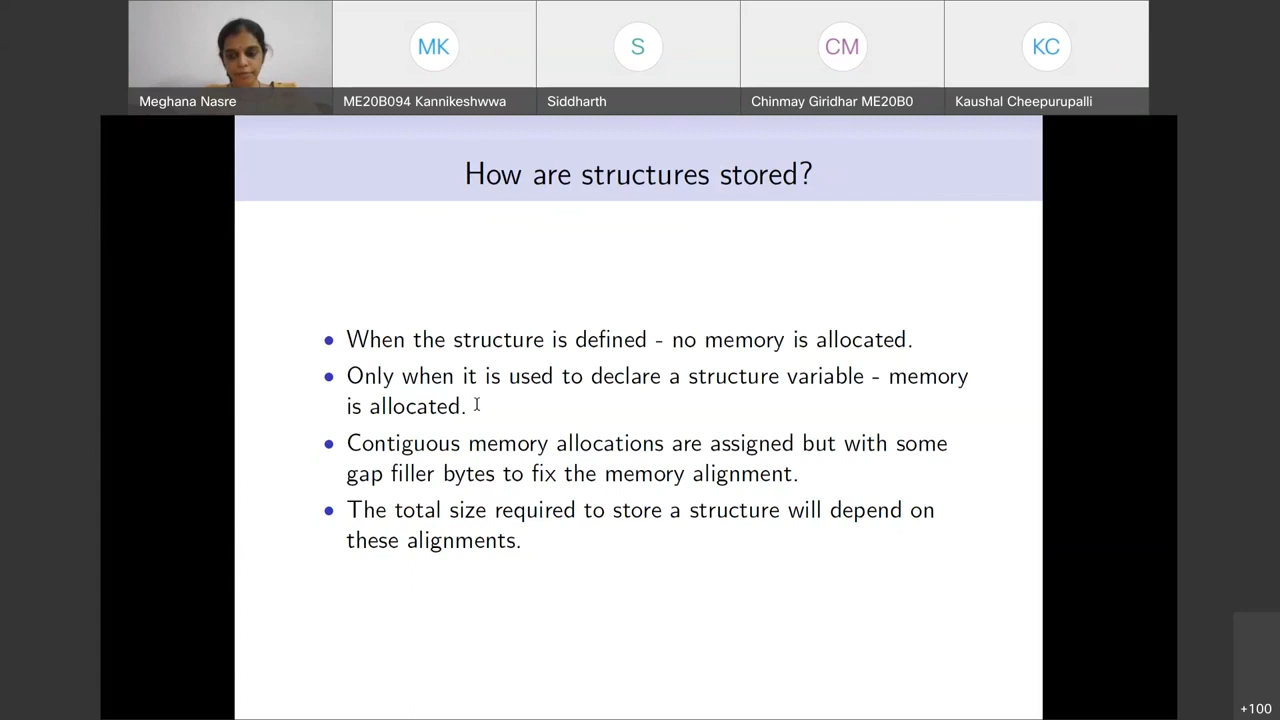 MK
S
CM
KC
Meghana Nasre
ME20B094 Kannikeshwwa
Siddharth
Chinmay Giridhar ME20B0
Kaushal Cheepurupalli
How are structures stored?
• When the structure is defined - no memory is allocated.
• Only when it is used to declare a structure variable - memory
is allocated.
• Contiguous memory allocations are assigned but with some
gap filler bytes to fix the memory alignment.
• The total size required to store a structure will depend on
these alignments.
+100